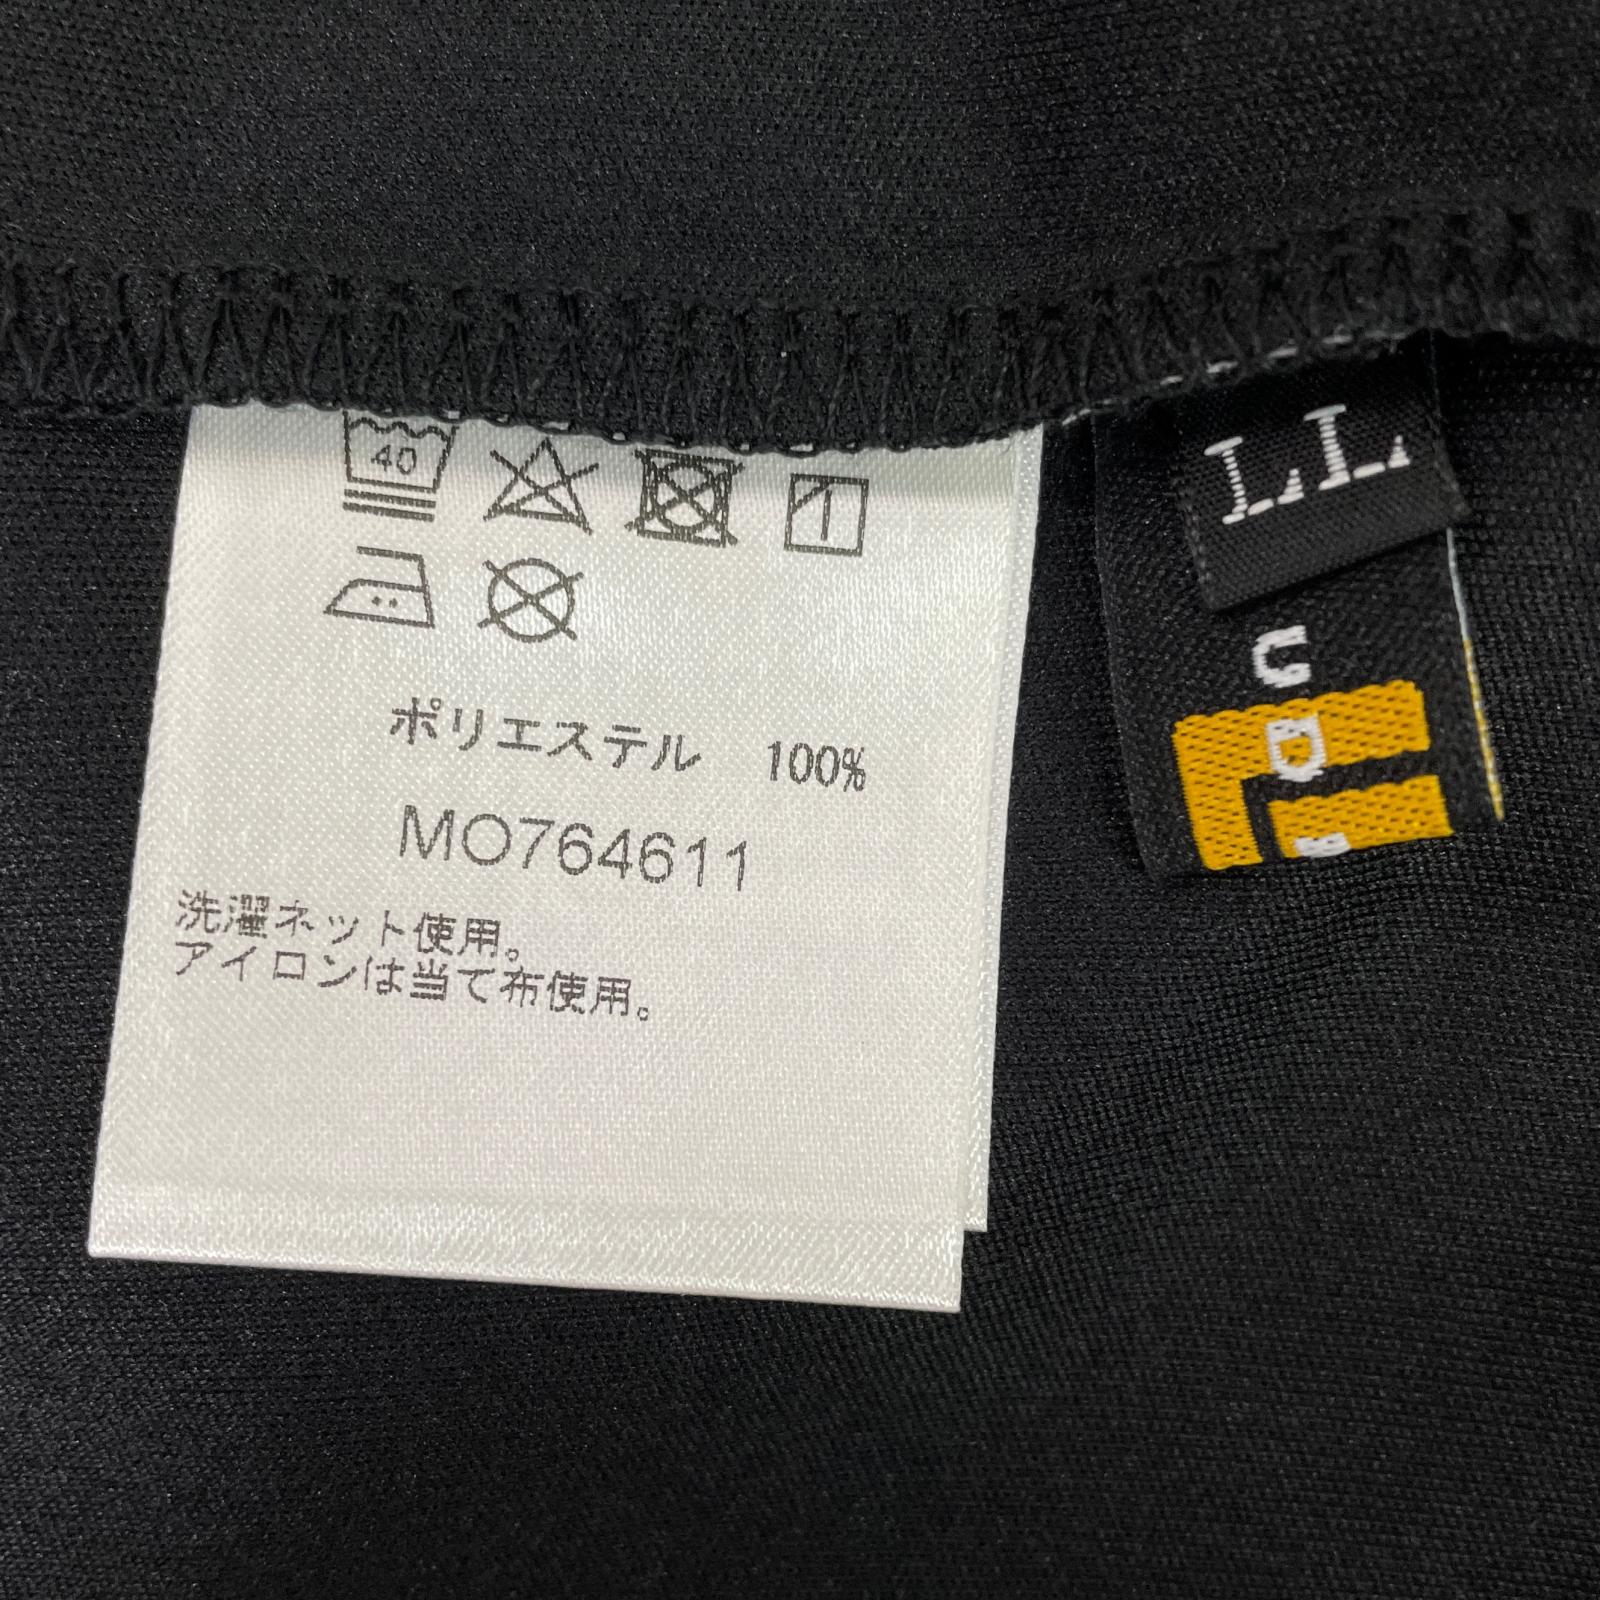 40
ポリエステル 100%
MO764611
洗濯ネット使用。
アイロンは当て布使用。
LL